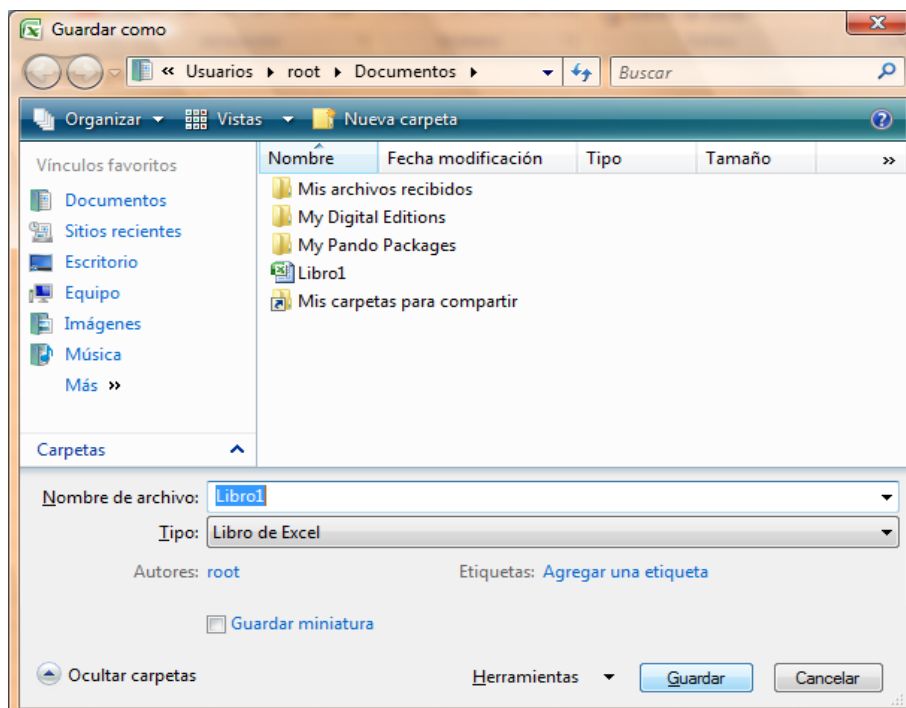 Guardar como
« Usuarios ▸ root ▸ Documentos ▸
Buscar
Organizar
Vistas
Nueva carpeta
?
Vínculos favoritos
Documentos
Sitios recientes
Escritorio
Equipo
Imágenes
Música
Más »
Carpetas
Nombre Fecha modificación Tipo Tamaño »
Mis archivos recibidos
My Digital Editions
My Pando Packages
Libro1
Mis carpetas para compartir
Nombre de archivo: Libro1
Tipo: Libro de Excel
Autores: root Etiquetas: Agregar una etiqueta
Guardar miniatura
Ocultar carpetas Herramientas Guardar Cancelar